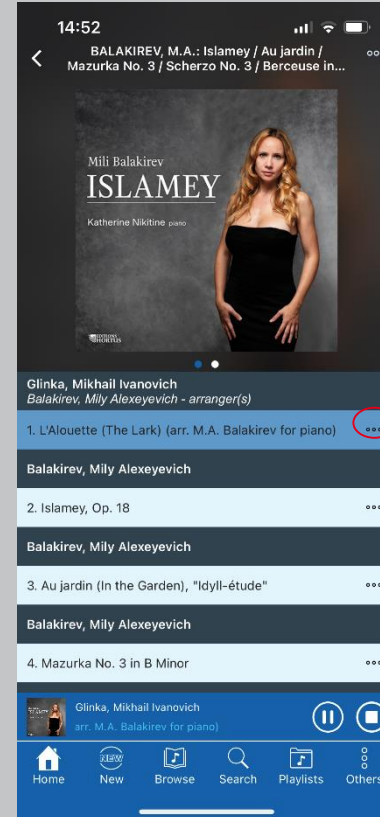 14:52
BALAKIREV, M.A.: Islamey / Au jardin /
Mazurka No. 3 / Scherzo No. 3 / Berceuse in...
Mili Balakirev
ISLAMEY
Katherine Nikitine piano
EDITIONS
HORTUS
Glinka, Mikhail Ivanovich
Balakirev, Mily Alexeyevich - arranger(s)
1. L'Alouette (The Lark) (arr. M.A. Balakirev for piano)
Balakirev, Mily Alexeyevich
2. Islamey, Op. 18
Balakirev, Mily Alexeyevich
3. Au jardin (In the Garden), "Idyll-étude"
Balakirev, Mily Alexeyevich
4. Mazurka No. 3 in B Minor
ISLAMEY
Glinka, Mikhail Ivanovich
arr. M.A. Balakirev for piano)
NEW
Home New Browse Search Playlists Others